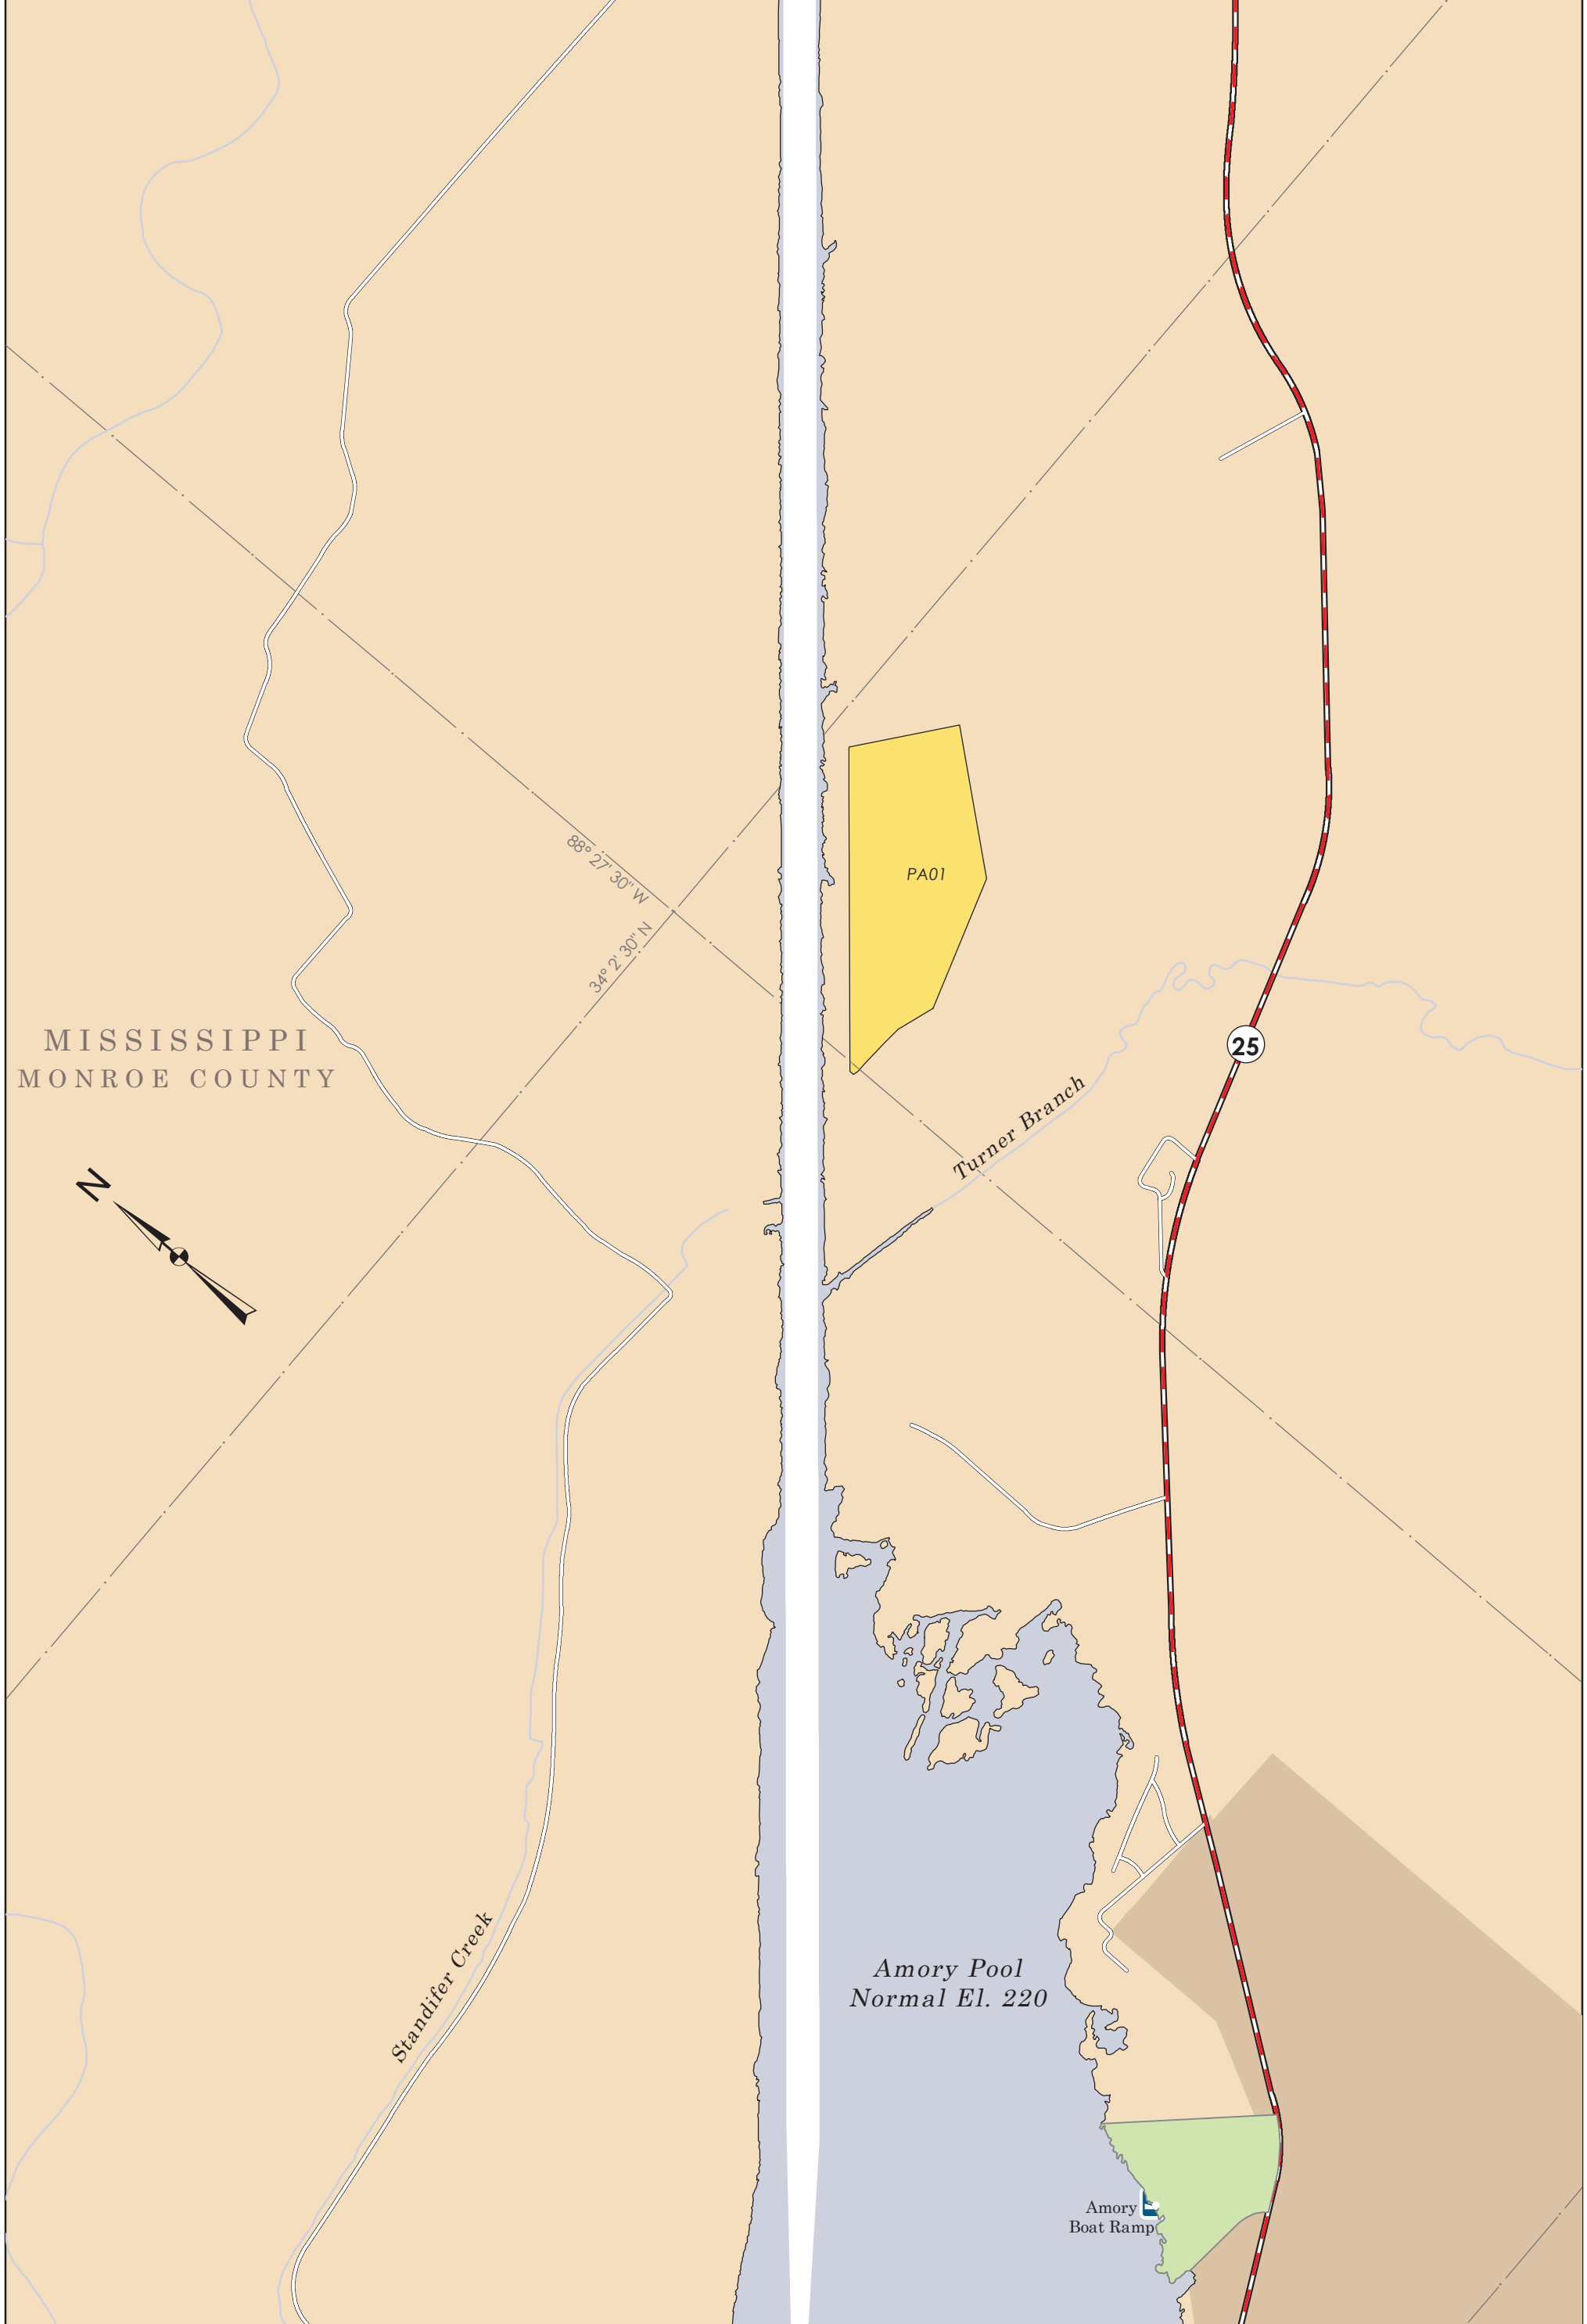 88° 27' 30" W
PA01
34° 2' 30" N
MISSISSIPPI
MONROE COUNTY
25
Turner Branch
N
Standifer Creek
Amory Pool
Normal El. 220
Amory
Boat Ramp